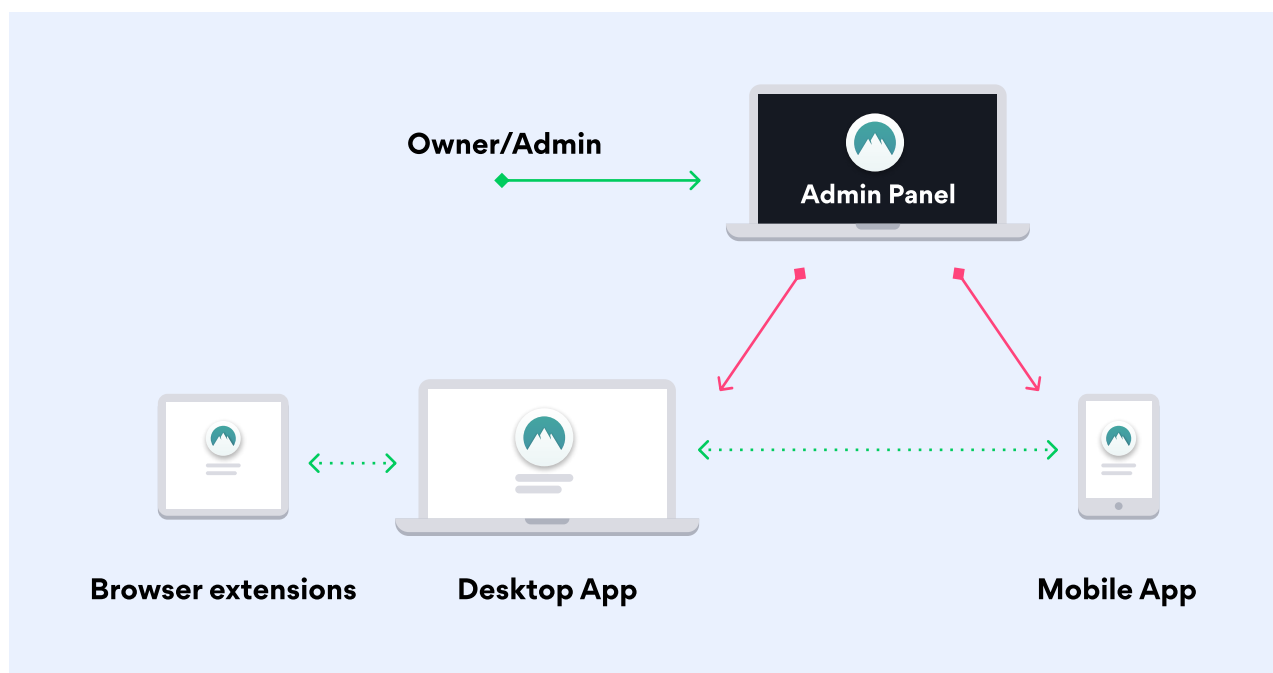 Owner/Admin
Admin Panel
Browser extensions
Desktop App
Mobile App